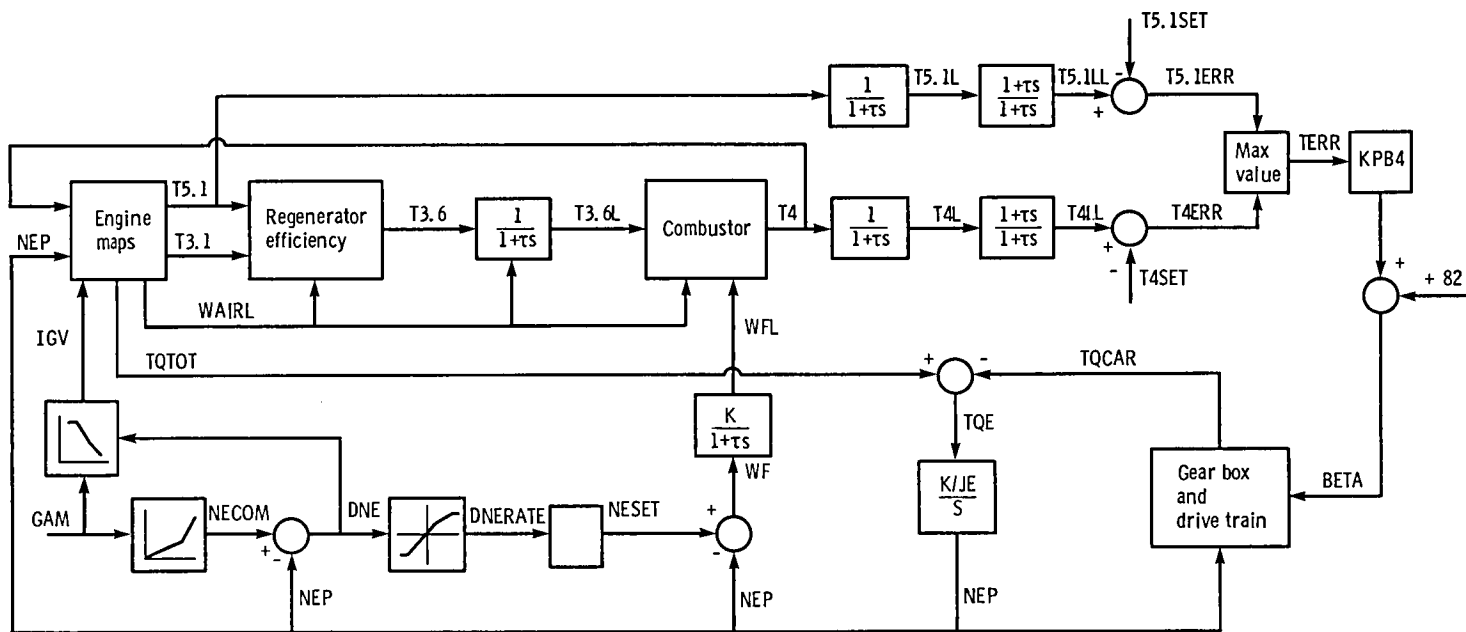 T5.1SET
-
1
1+τs
T5.1L
1+τs
1+τs
T5.1LL
+
T5.1ERR
Max
value
TERR
KPB4
T5.1
Engine
maps
NEP
T3.1
Regenerator
efficiency
T3.6
1
1+τs
T3.6L
Combustor
T4
1
1+τs
T4L
1+τs
1+τs
T4LL
+
-
T4ERR
T4SET
+
+ 82
WAIRL
IGV
WFL
TQTOT
+
-
TQCAR
K
1+τs
TQE
WF
K/JE
S
Gear box
and
drive train
BETA
GAM
NECOM
+
-
DNE
DNERATE
NESET
+
-
NEP
NEP
NEP